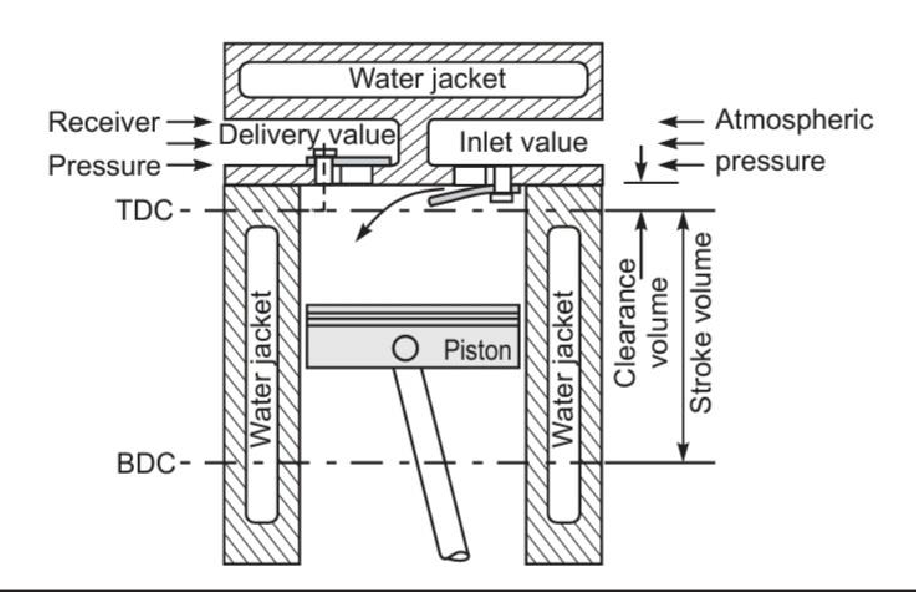 Water jacket
Receiver
Delivery value
Inlet value
Atmospheric
Pressure
pressure
TDC
Water jacket
Piston
Water jacket
Clearance
volume
Stroke volume
BDC